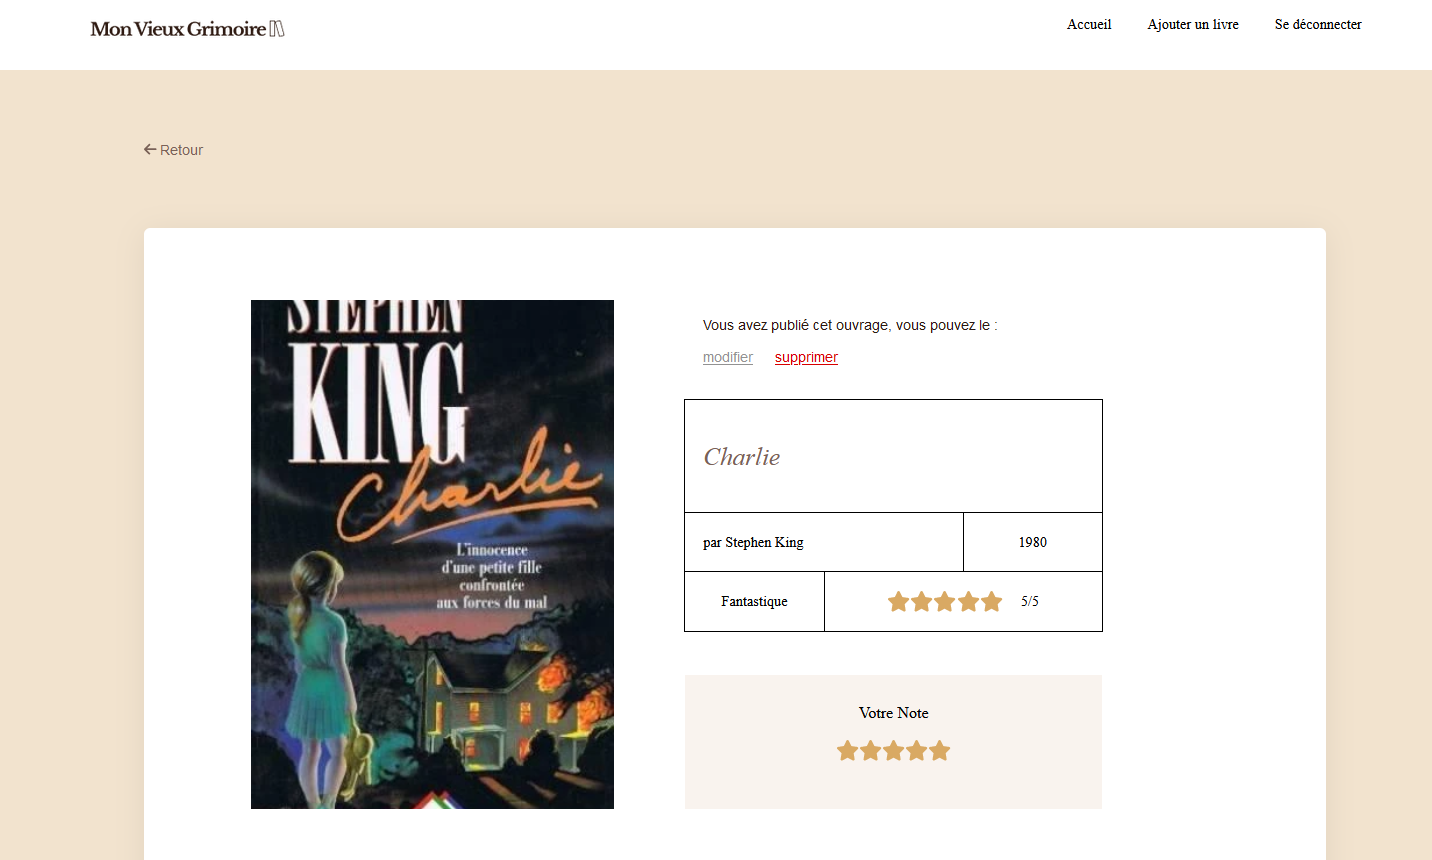 Mon Vieux Grimoire
Accueil
Ajouter un livre
Se déconnecter
Retour
STEPHEN
KING
Charlie
L'innocence
d'une petite fille
confrontée
aux forces du mal
Vous avez publié cet ouvrage, vous pouvez le :
modifier supprimer
Charlie
par Stephen King
1980
Fantastique
5/5
Votre Note